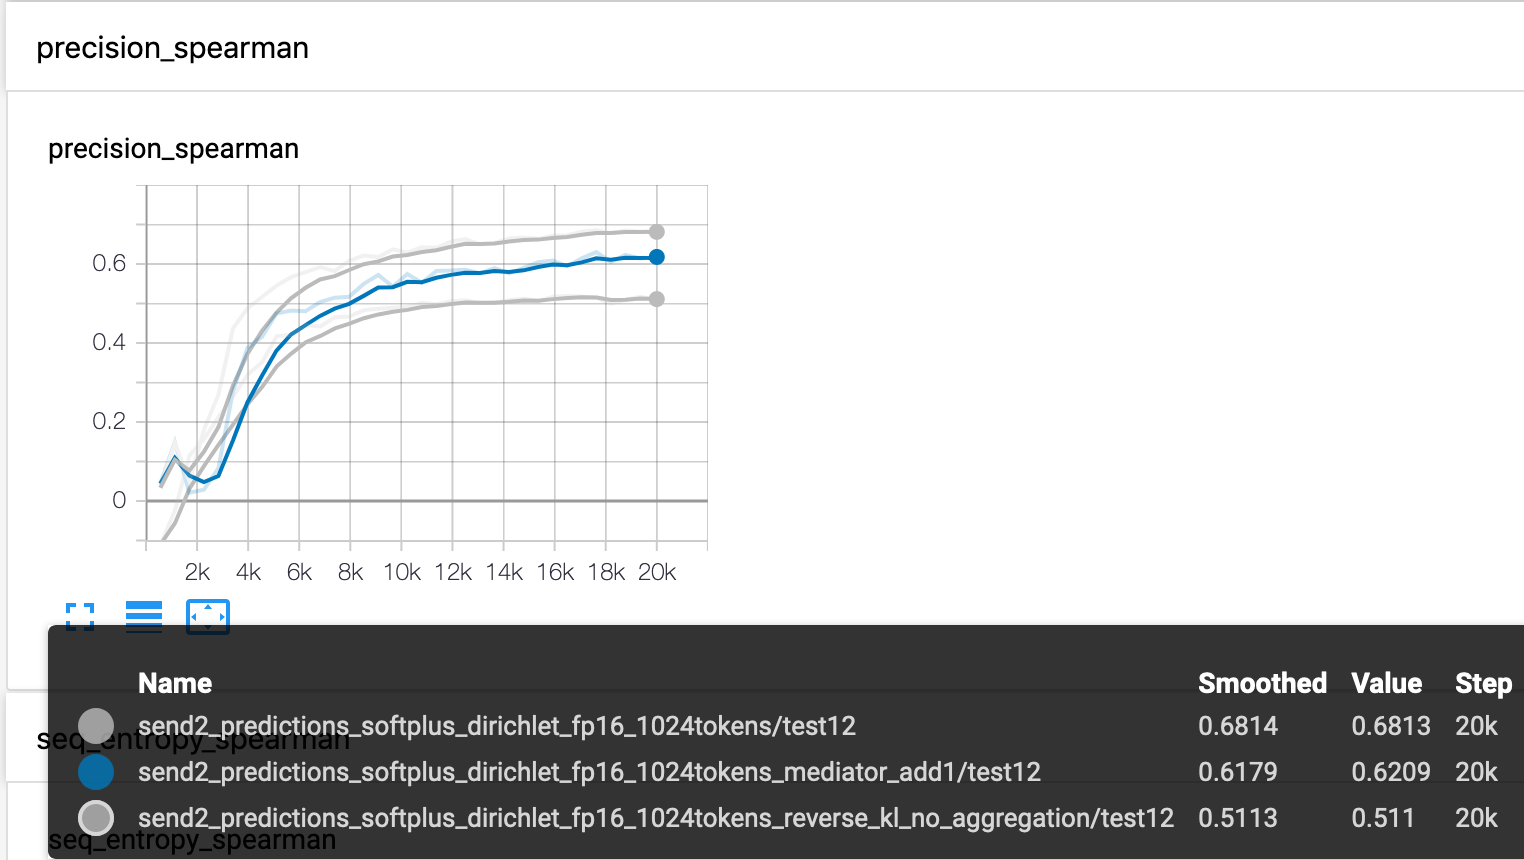 precision_spearman
precision_spearman
0.6
0.4
0.2
0
2k 4k 6k 8k 10k 12k 14k 16k 18k 20k
Name Smoothed Value Step
send2_predictions_softplus_dirichlet_fp16_1024tokens/test12 0.6814 0.6813 20k
seq_entropy_spearman
send2_predictions_softplus_dirichlet_fp16_1024tokens_mediator_add1/test12 0.6179 0.6209 20k
send2_predictions_softplus_dirichlet_fp16_1024tokens_reverse_kl_no_aggregation/test12 0.5113 0.511 20k
seq_entropy_spearman